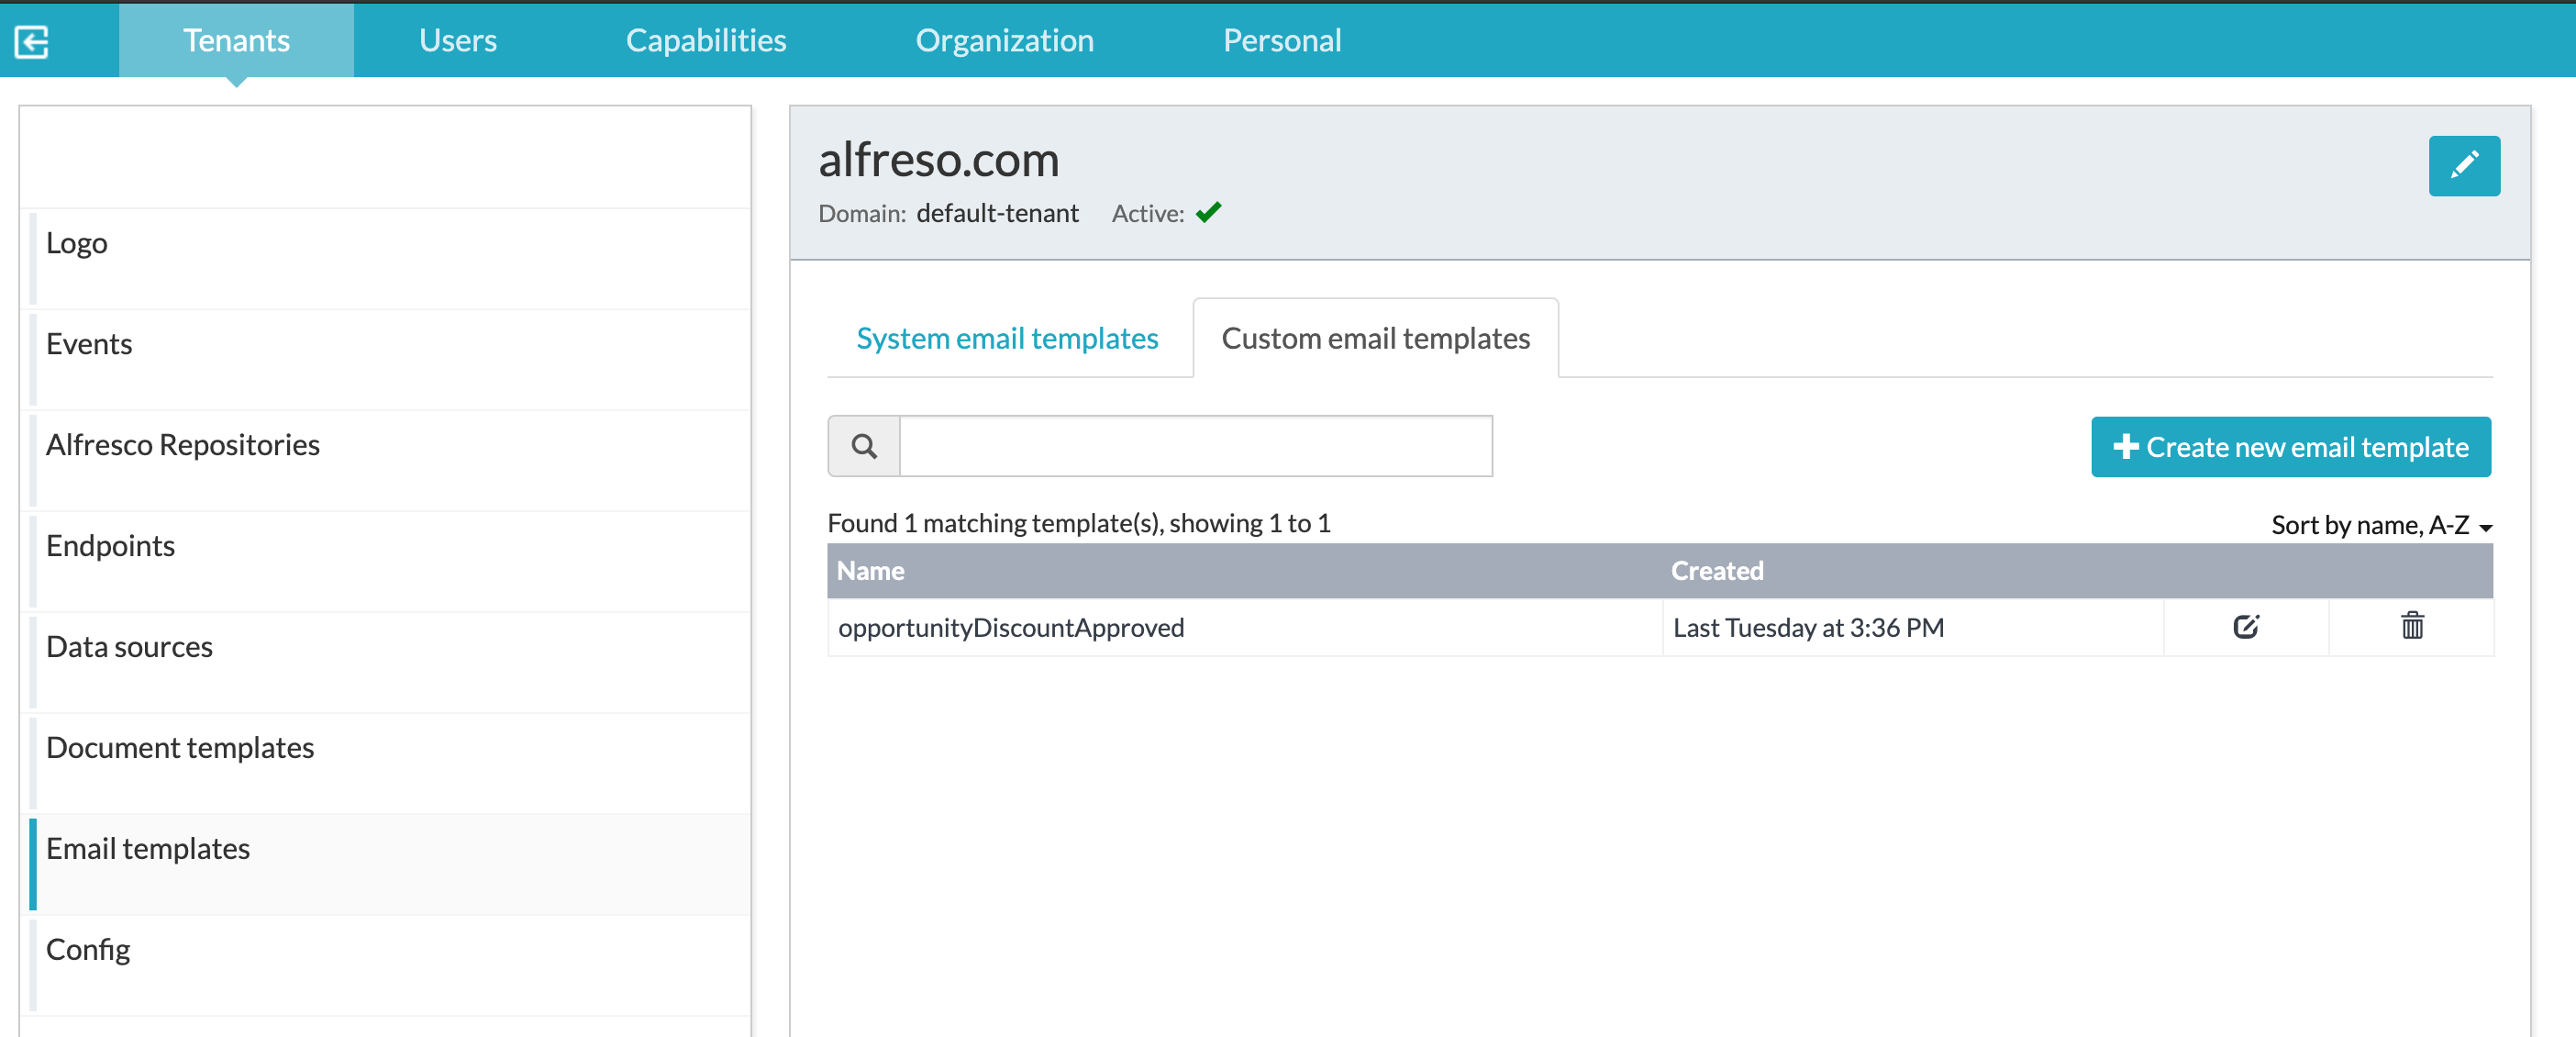 Tenants Users Capabilities Organization Personal
Logo
Events
Alfresco Repositories
Endpoints
Data sources
Document templates
Email templates
Config
alfreso.com
Domain: default-tenant Active:
System email templates Custom email templates
Create new email template
Found 1 matching template(s), showing 1 to 1
Sort by name, A-Z
Name Created
opportunityDiscountApproved Last Tuesday at 3:36 PM